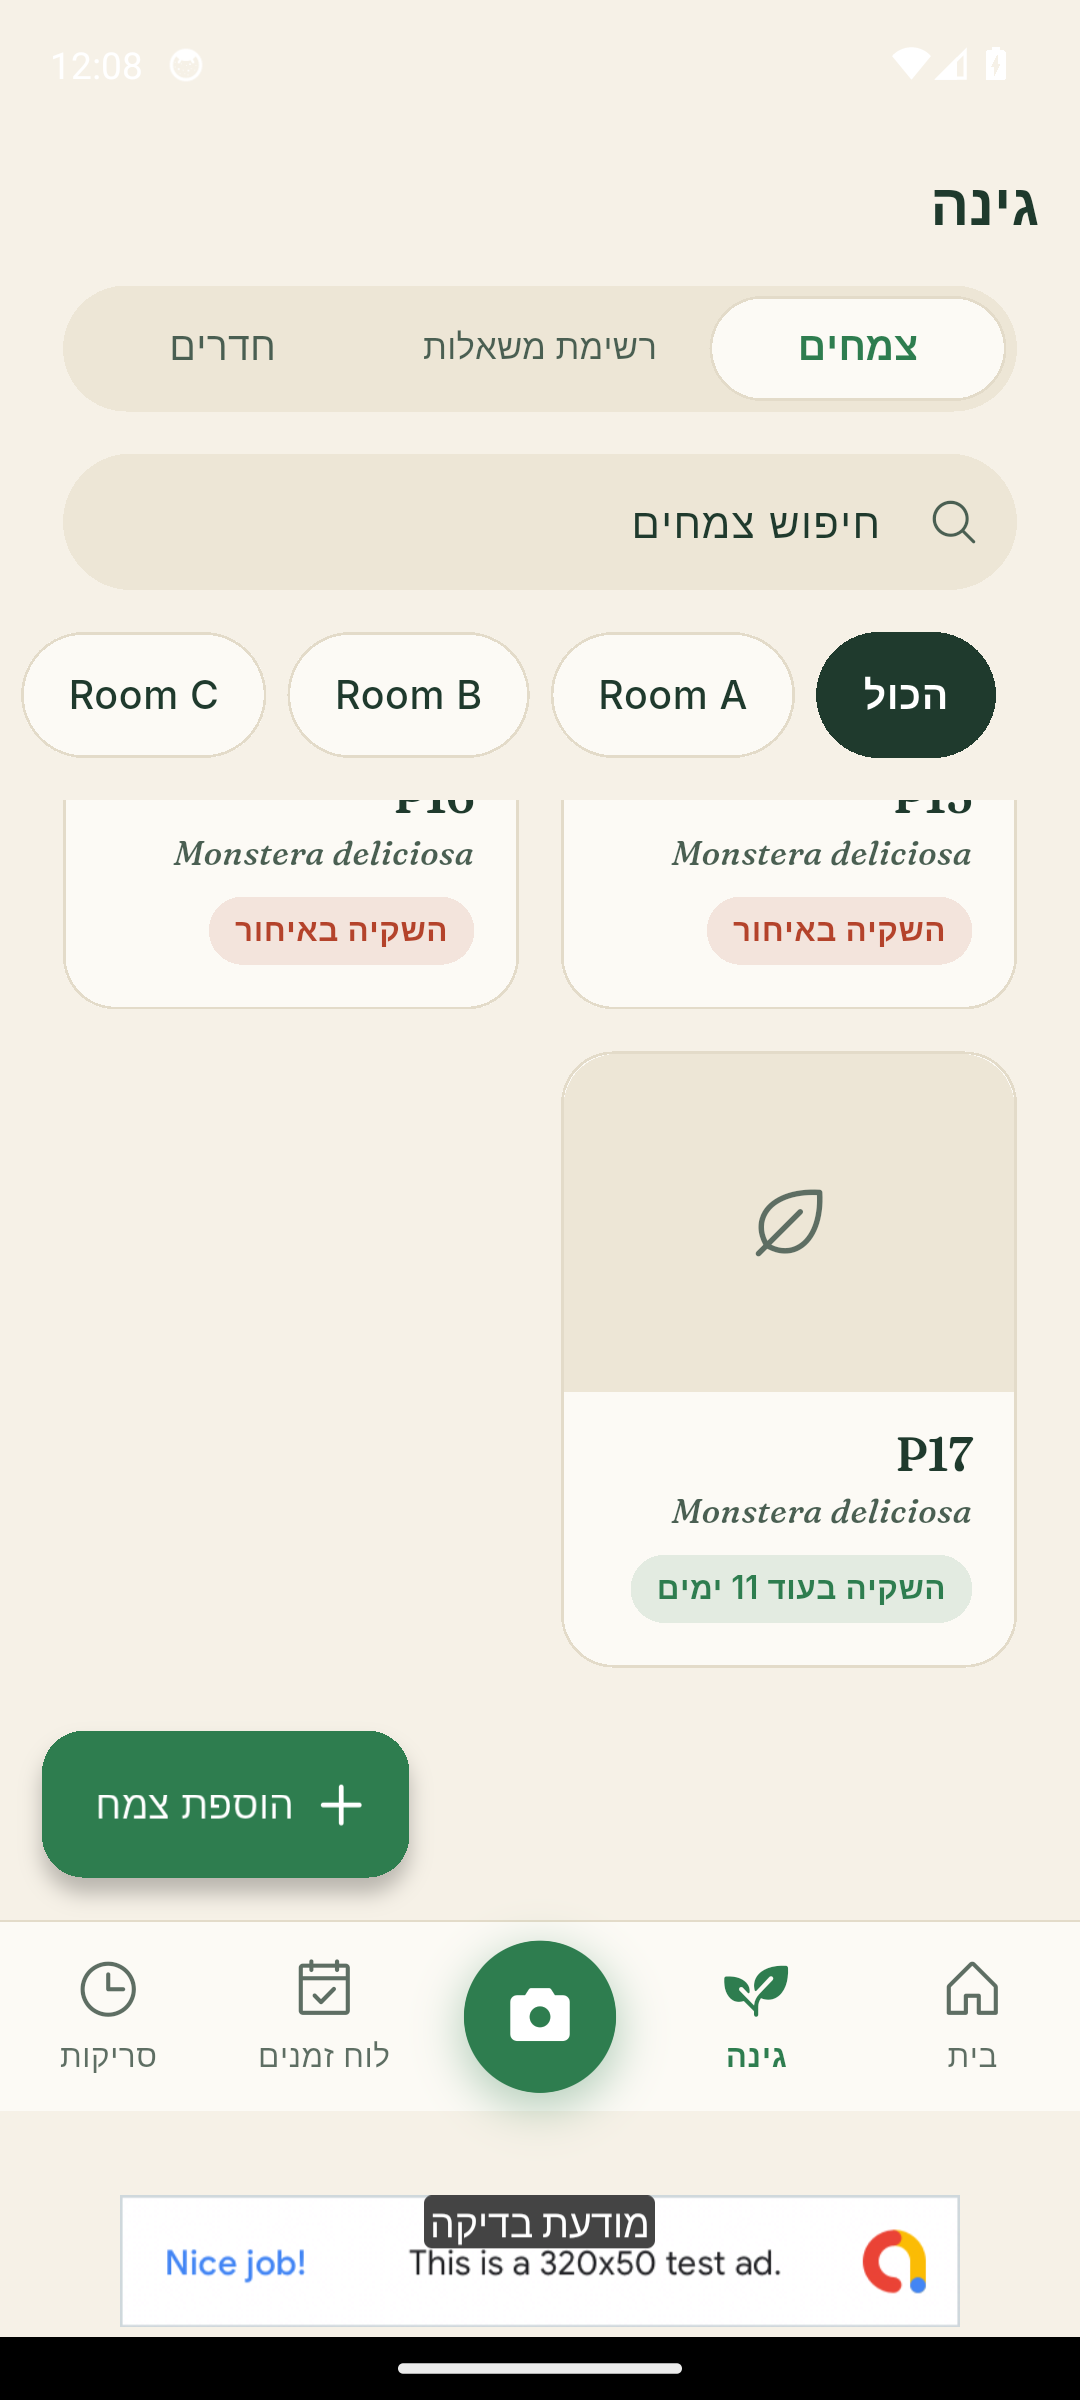 12:08
גינה
צמחים
רשימת משאלות
חדרים
חיפוש צמחים
הכול
Room A
Room B
Room C
P15
P16
Monstera deliciosa
Monstera deliciosa
השקיה באיחור
השקיה באיחור
P17
Monstera deliciosa
השקיה בעוד 11 ימים
הוספת צמח
בית
גינה
לוח זמנים
סריקות
מודעת בדיקה
Nice job!
This is a 320x50 test ad.